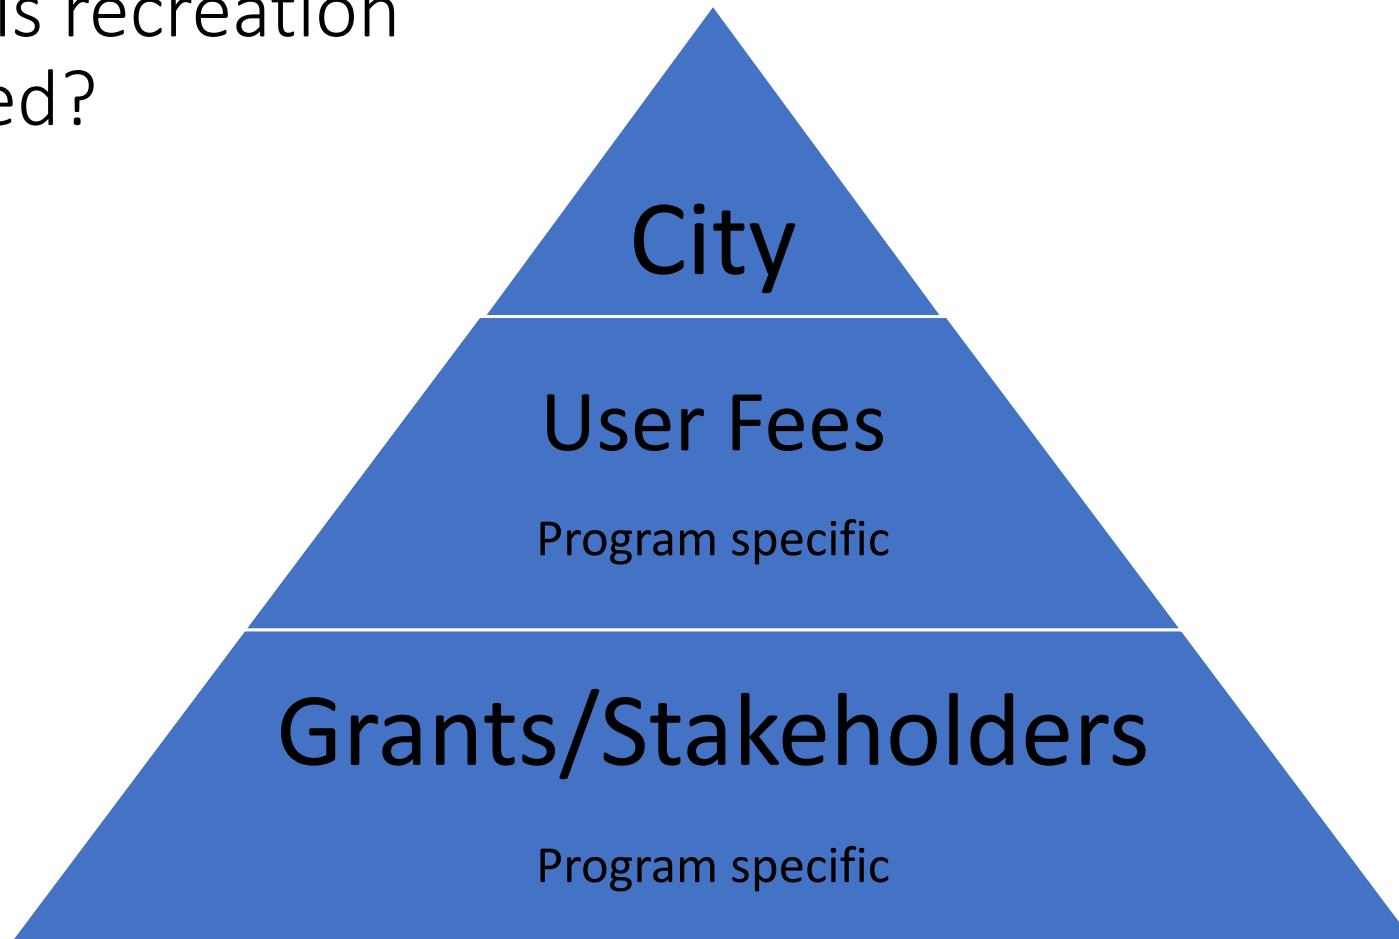 is recreation
ed?
City
User Fees
Program specific
Grants/Stakeholders
Program specific